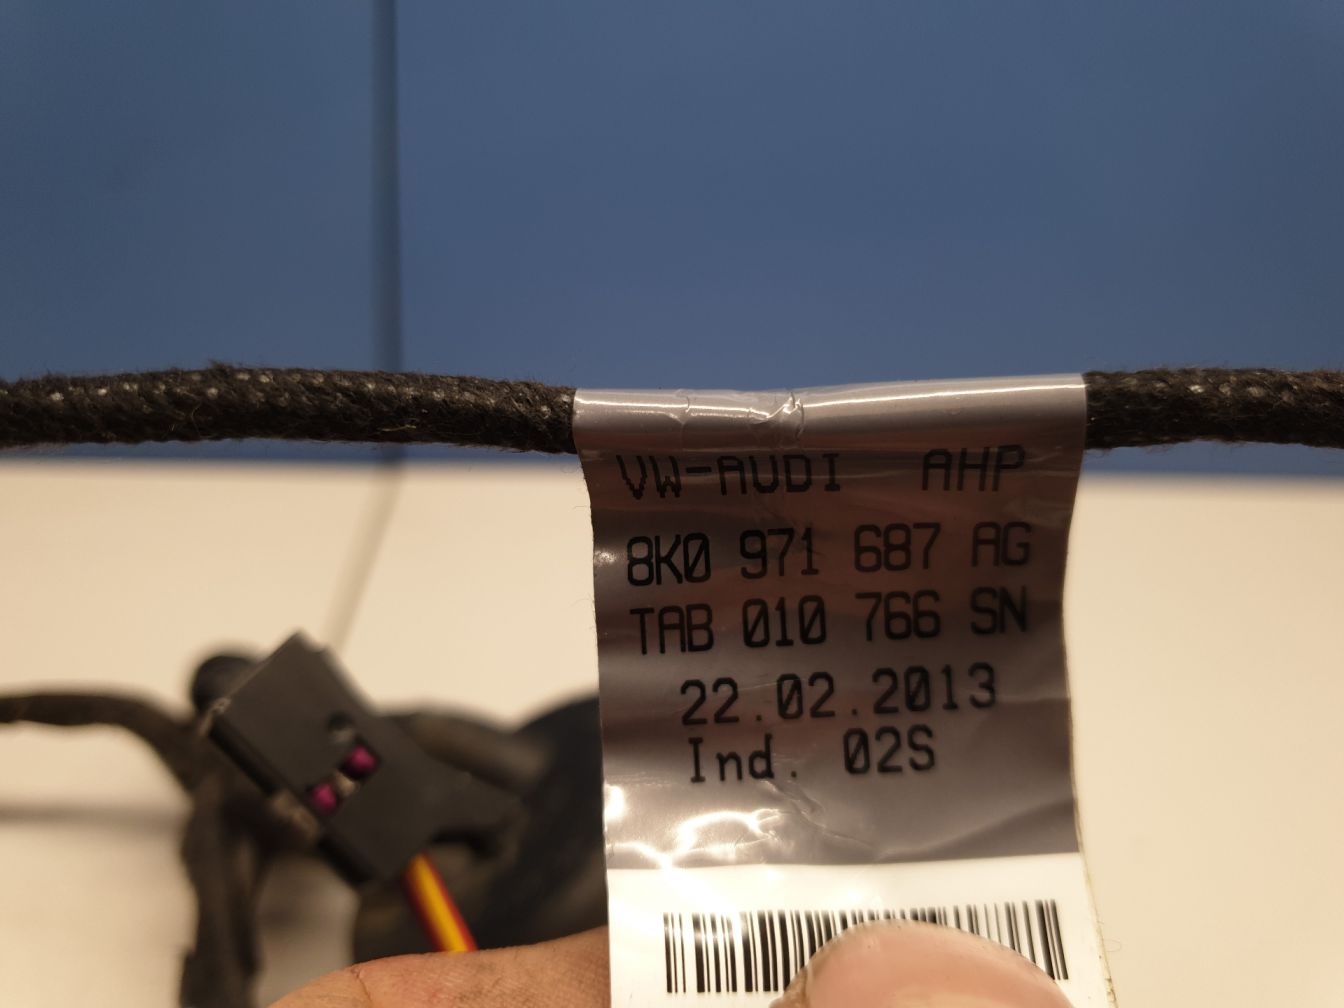 VW-AUDI AHP
8K0 971 687 AG
TAB 010 766 SN
22.02.2013
Ind. 02S